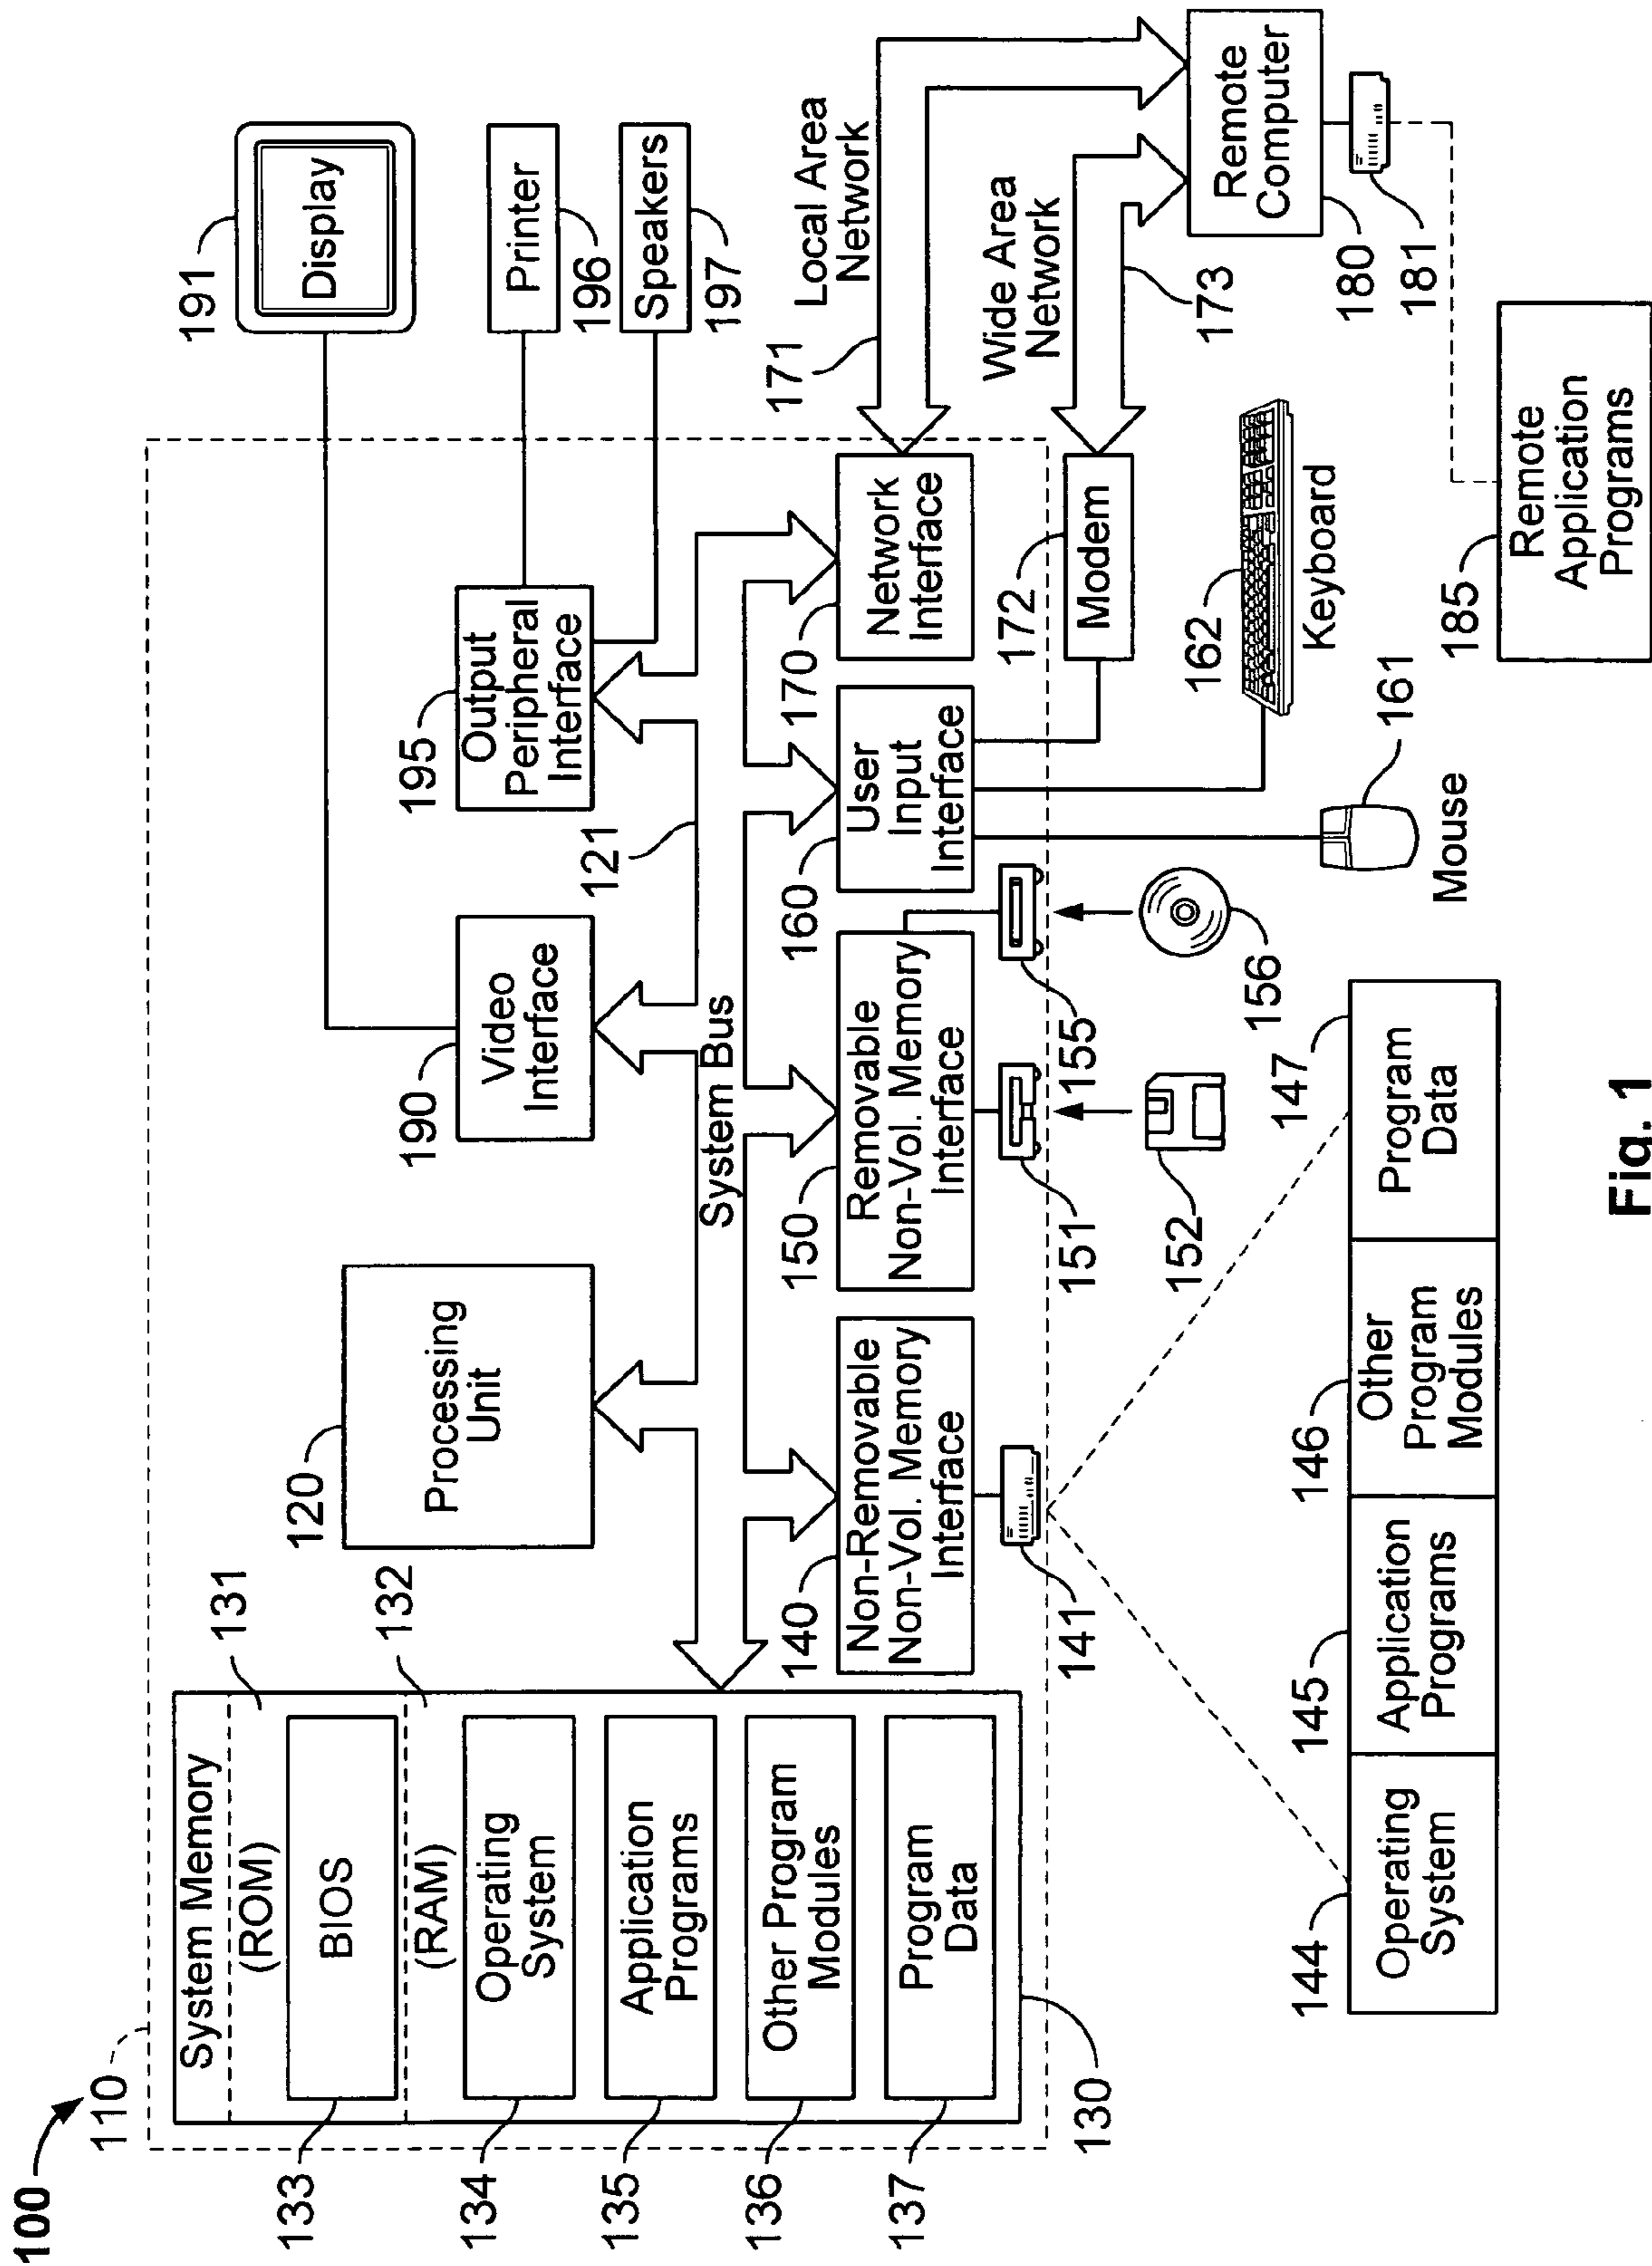 100
110
System Memory
(ROM)
131
BIOS
133
(RAM)
132
Operating
System
134
Application
Programs
135
Other Program
Modules
136
Program
Data
137
130
120
Processing
Unit
190
Video
Interface
195
Output
Peripheral
Interface
191
Display
Printer
196
Speakers
197
System Bus
121
140
Non-Removable
Non-Vol. Memory
Interface
150
Removable
Non-Vol. Memory
Interface
160
User
Input
Interface
170
Network
Interface
171
Local Area
Network
172
Modem
Wide Area
Network
173
Remote
Computer
180
181
141
151
155
152
156
162
Keyboard
161
Mouse
185
Remote
Application
Programs
144
Operating
System
145
Application
Programs
146
Other
Program
Modules
147
Program
Data
Fig. 1